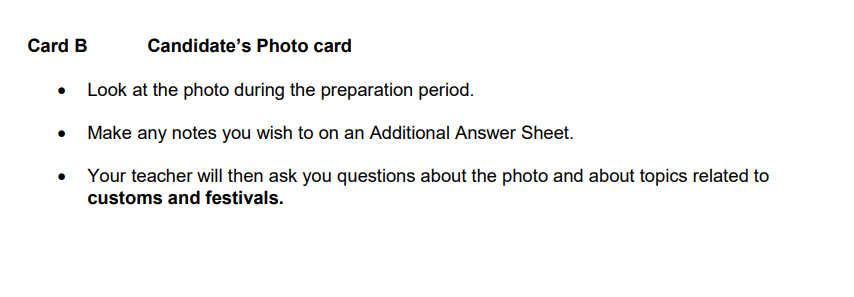 Card B Candidate's Photo card
• Look at the photo during the preparation period.
• Make any notes you wish to on an Additional Answer Sheet.
• Your teacher will then ask you questions about the photo and about topics related to
customs and festivals.